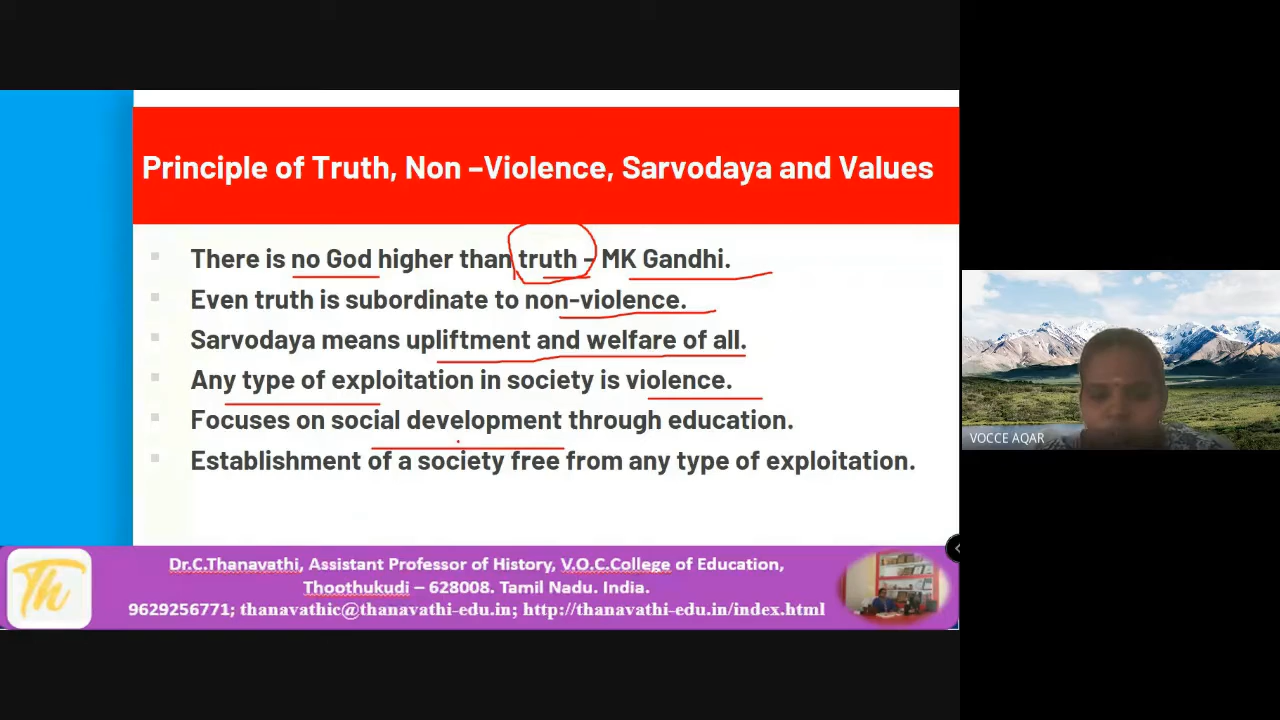 Principle of Truth, Non –Violence, Sarvodaya and Values
There is no God higher than truth – MK Gandhi.
Even truth is subordinate to non-violence.
Sarvodaya means upliftment and welfare of all.
Any type of exploitation in society is violence.
Focuses on social development through education.
Establishment of a society free from any type of exploitation.
VOCCE AQAR
Th
Dr.C.Thanavathi, Assistant Professor of History, V.O.C.College of Education,
Thoothukudi – 628008. Tamil Nadu. India.
9629256771; thanavathic@thanavathi-edu.in; http://thanavathi-edu.in/index.html